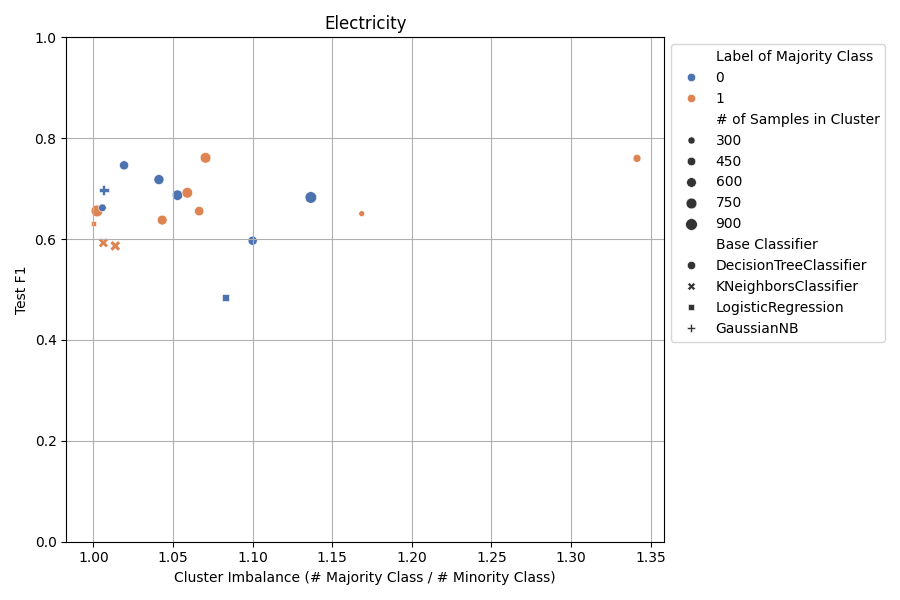 Electricity
1.0
0.8
0.6
0.4
0.2
0.0
Test F1
1.00 1.05 1.10 1.15 1.20 1.25 1.30 1.35
Cluster Imbalance (# Majority Class / # Minority Class)
Label of Majority Class
0
1
# of Samples in Cluster
300
450
600
750
900
Base Classifier
DecisionTreeClassifier
KNeighborsClassifier
LogisticRegression
GaussianNB